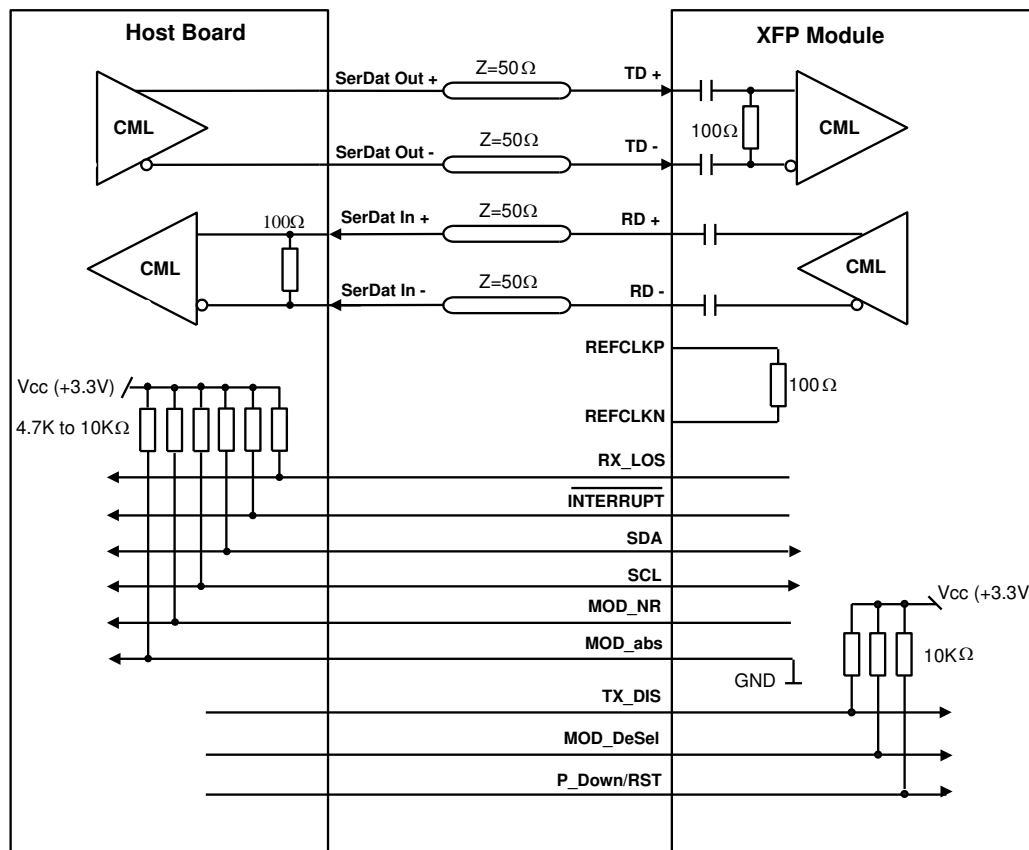 Host Board
XFP Module
SerDat Out +
Z=50Ω
TD +
CML
100Ω
CML
SerDat Out -
Z=50Ω
TD -
100Ω
SerDat In +
Z=50Ω
RD +
CML
CML
SerDat In -
Z=50Ω
RD -
REFCLKP
Vcc (+3.3V)
100Ω
REFCLKN
4.7K to 10KΩ
RX_LOS
INTERRUPT
SDA
SCL
Vcc (+3.3V
MOD_NR
MOD_abs
10KΩ
GND
TX_DIS
MOD_DeSel
P_Down/RST